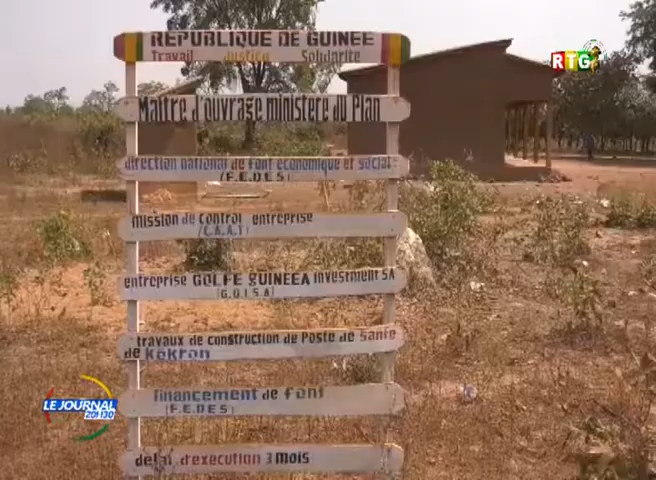 REPUBLIQUE DE GUINEE
Travail Justice Solidarite
RTG
Maitre d'ouvrage ministere du Plan
Direction national de font economique et social
(F.E.D.E.S)
mission de control entreprise
(C.A.A.T)
entreprise GOLFE GUINEEA investment SA
(G.O.I.S.A)
travaux de construction de Poste de Santé
de Kékron
Financement de font
(F.E.D.E.S)
delai d'execution 3 mois
LE JOURNAL
20H30